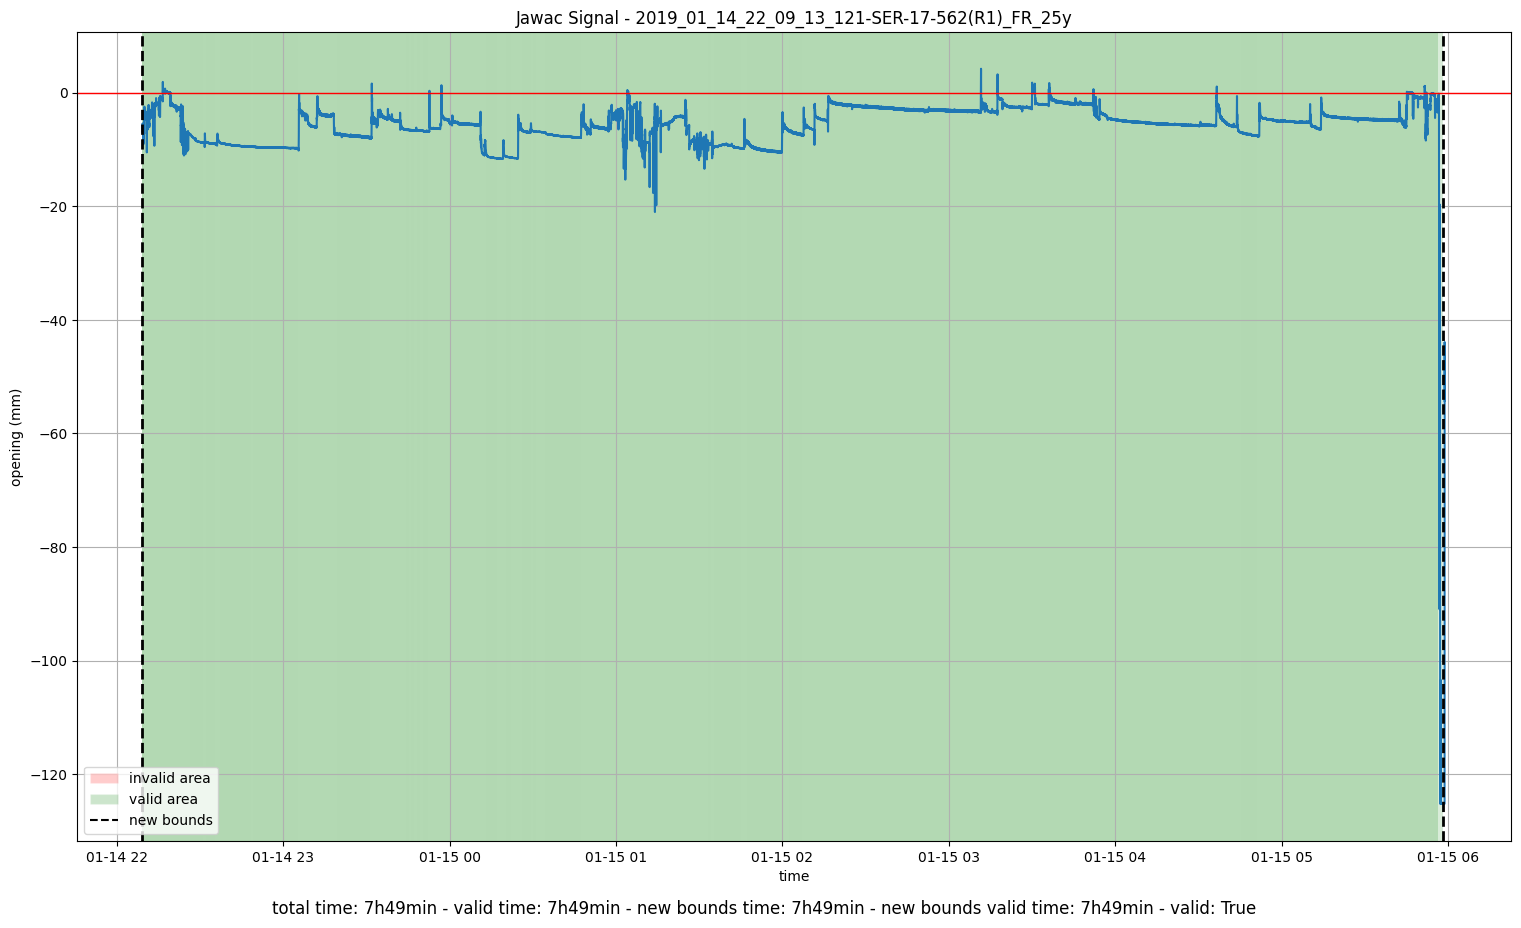 Jawac Signal - 2019_01_14_22_09_13_121-SER-17-562(R1)_FR_25y
opening (mm)
0
−20
−40
−60
−80
−100
−120
invalid area
valid area
new bounds
01-14 22 01-14 23 01-15 00 01-15 01 01-15 02 01-15 03 01-15 04 01-15 05 01-15 06
time
total time: 7h49min - valid time: 7h49min - new bounds time: 7h49min - new bounds valid time: 7h49min - valid: True